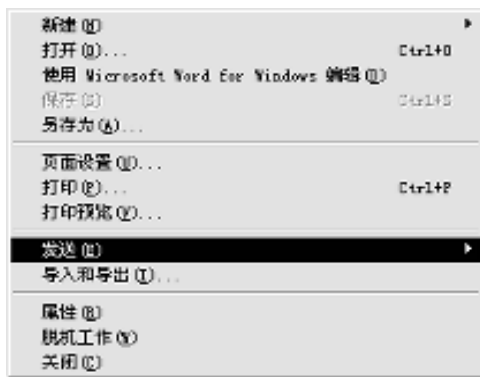 新建(N)
打开(O)... Ctrl+O
使用 Microsoft Word for Windows 编辑(D)
保存(S) Ctrl+S
另存为(A)...
页面设置(U)...
打印(P)... Ctrl+P
打印预览(V)...
发送(E)
导入和导出(I)...
属性(R)
脱机工作(W)
关闭(C)